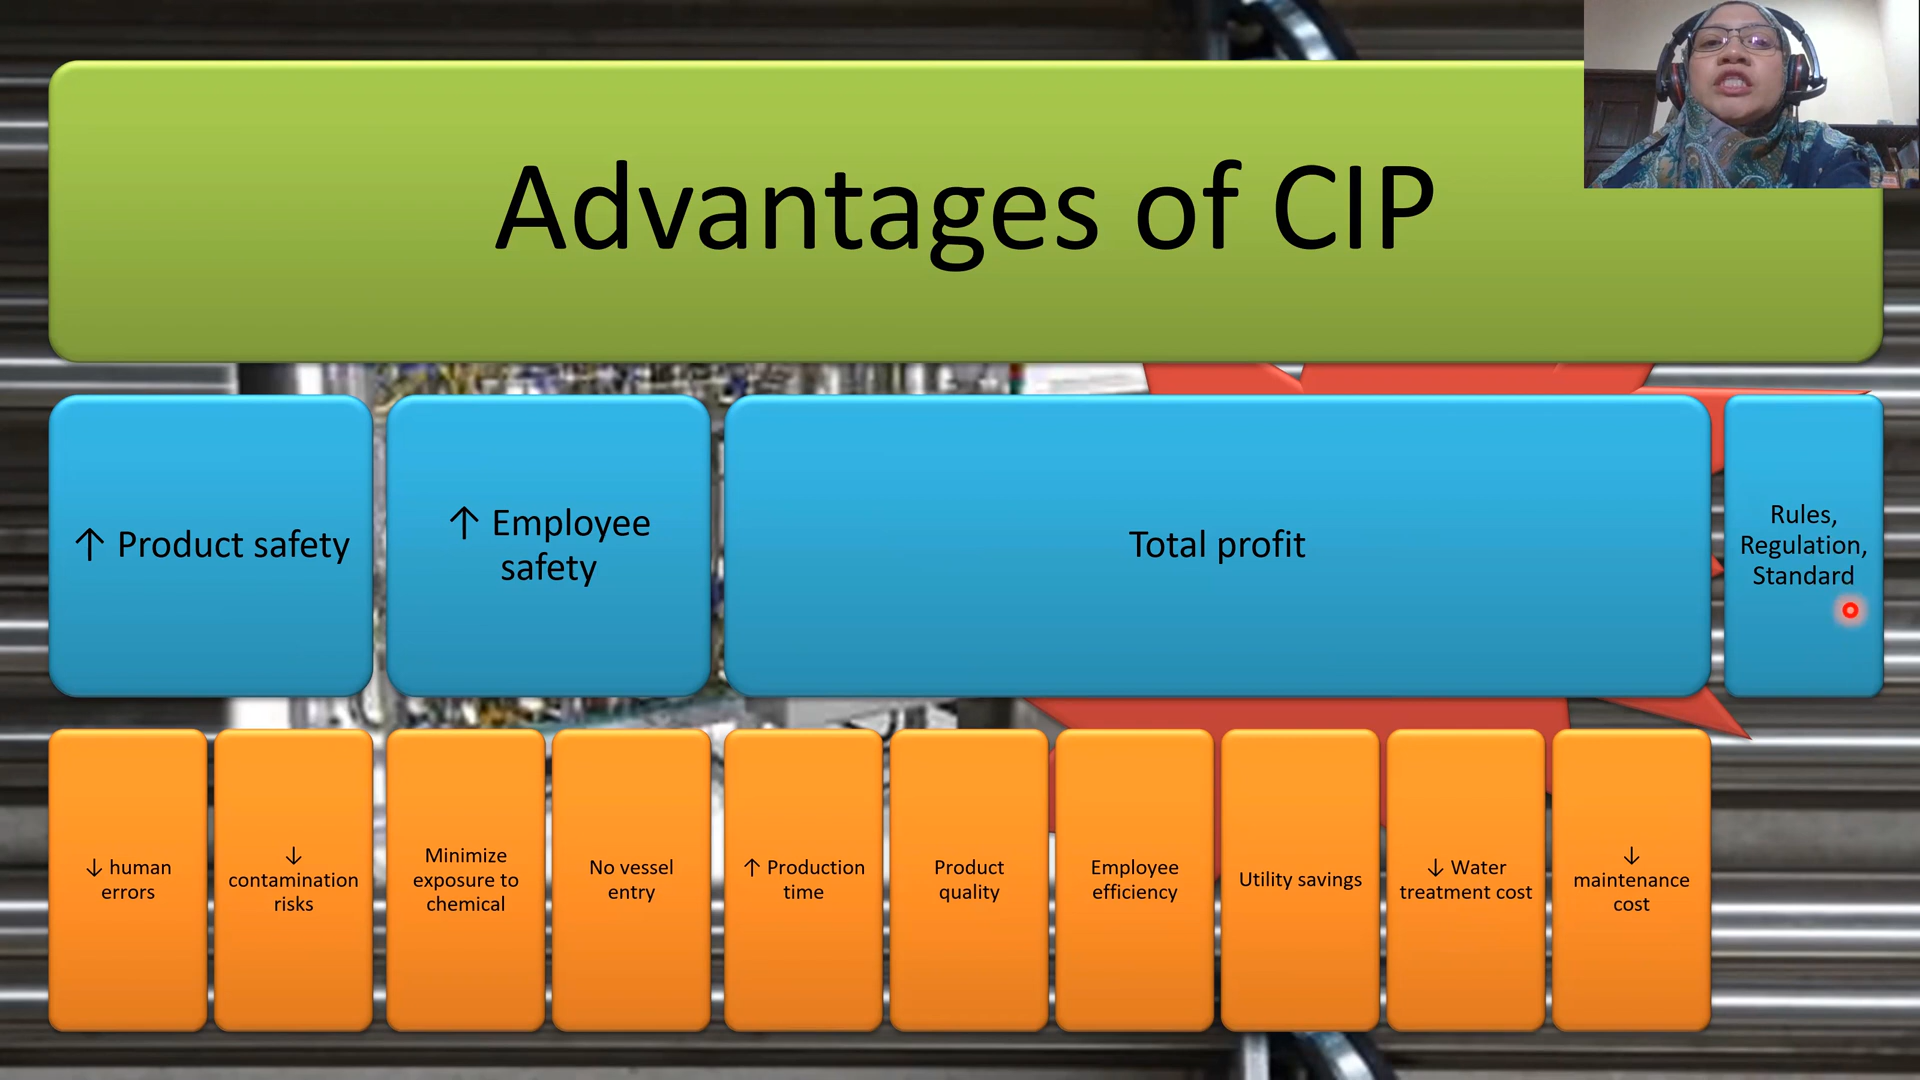 Advantages of CIP
↑ Product safety
↑ Employee
safety
Total profit
Rules,
Regulation,
Standard
↓ human
errors
↓
contamination
risks
Minimize
exposure to
chemical
No vessel
entry
↑ Production
time
Product
quality
Employee
efficiency
Utility savings
↓ Water
treatment cost
↓
maintenance
cost